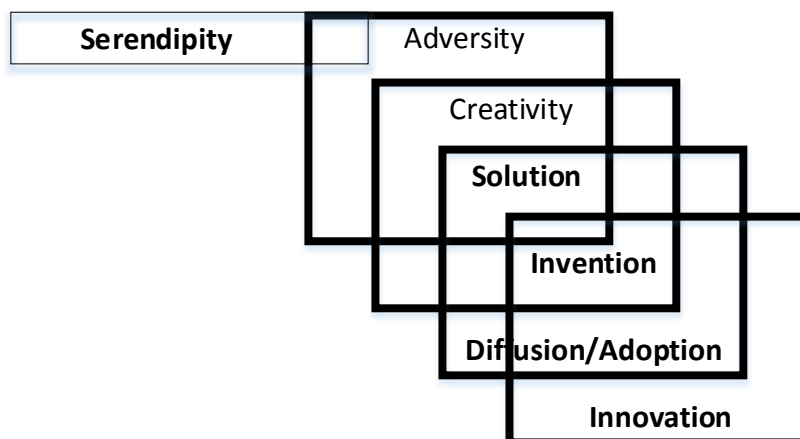 Serendipity
Adversity
Creativity
Solution
Invention
Diffusion/Adoption
Innovation